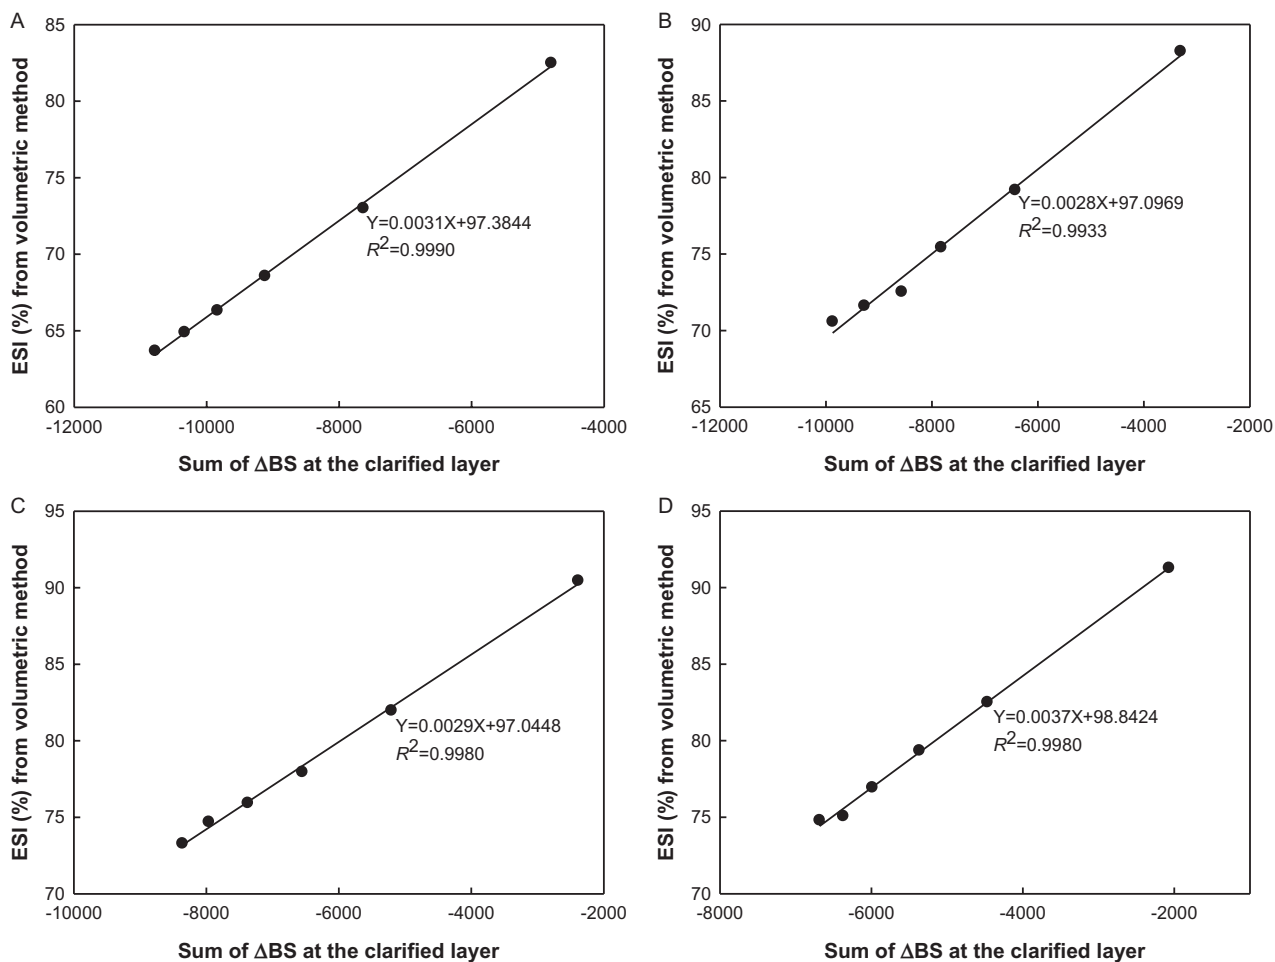 A
85
80
75
70
65
60
-12000 -10000 -8000 -6000 -4000
ESI (%) from volumetric method
Sum of ΔBS at the clarified layer
Y=0.0031X+97.3844
R2=0.9990
B
90
85
80
75
70
65
-12000 -10000 -8000 -6000 -4000 -2000
ESI (%) from volumetric method
Sum of ΔBS at the clarified layer
Y=0.0028X+97.0969
R2=0.9933
C
95
90
85
80
75
70
-10000 -8000 -6000 -4000 -2000
ESI (%) from volumetric method
Sum of ΔBS at the clarified layer
Y=0.0029X+97.0448
R2=0.9980
D
95
90
85
80
75
70
-8000 -6000 -4000 -2000
ESI (%) from volumetric method
Sum of ΔBS at the clarified layer
Y=0.0037X+98.8424
R2=0.9980